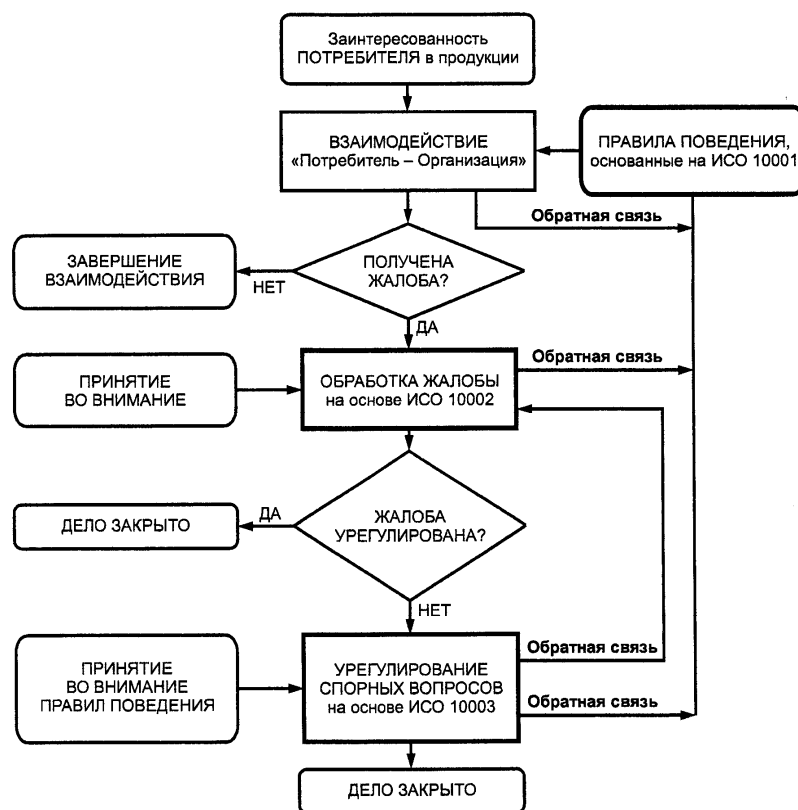 Заинтересованность
ПОТРЕБИТЕЛЯ в продукции
ВЗАИМОДЕЙСТВИЕ
«Потребитель – Организация»
ПРАВИЛА ПОВЕДЕНИЯ,
основанные на ИСО 10001
Обратная связь
ЗАВЕРШЕНИЕ
ВЗАИМОДЕЙСТВИЯ
НЕТ
ПОЛУЧЕНА
ЖАЛОБА?
ДА
ПРИНЯТИЕ
ВО ВНИМАНИЕ
ОБРАБОТКА ЖАЛОБЫ
на основе ИСО 10002
Обратная связь
ДЕЛО ЗАКРЫТО
ДА
ЖАЛОБА
УРЕГУЛИРОВАНА?
НЕТ
ПРИНЯТИЕ
ВО ВНИМАНИЕ
ПРАВИЛ ПОВЕДЕНИЯ
УРЕГУЛИРОВАНИЕ
СПОРНЫХ ВОПРОСОВ
на основе ИСО 10003
Обратная связь
Обратная связь
ДЕЛО ЗАКРЫТО